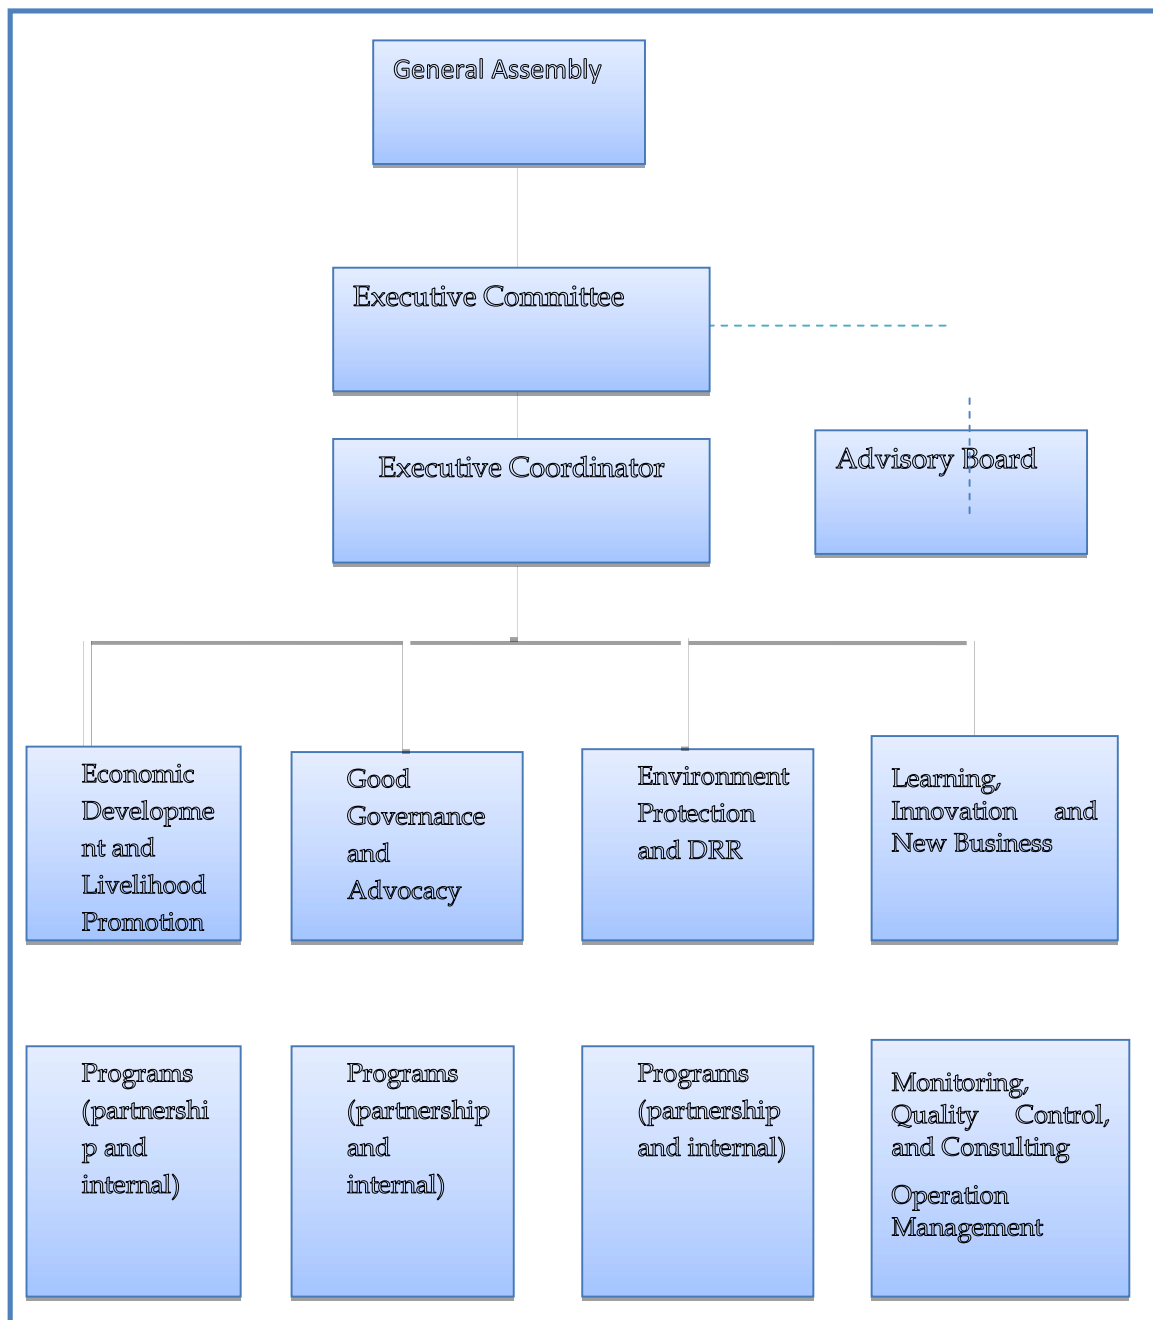 General Assembly
Executive Committee
Executive Coordinator
Advisory Board
Economic
Developme
nt and
Livelihood
Promotion
Good
Governance
and
Advocacy
Environment
Protection
and DRR
Learning,
Innovation and
New Business
Programs
(partnershi
p and
internal)
Programs
(partnership
and
internal)
Programs
(partnership
and internal)
Monitoring,
Quality Control,
and Consulting
Operation
Management